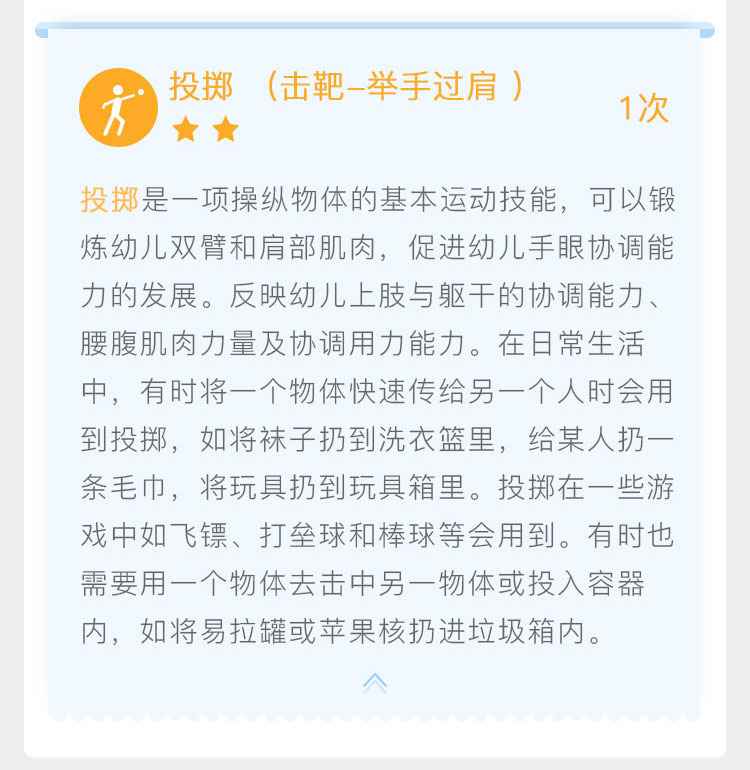 投掷 （击靶–举手过肩 ）
1次
投掷是一项操纵物体的基本运动技能，可以锻
炼幼儿双臂和肩部肌肉，促进幼儿手眼协调能
力的发展。反映幼儿上肢与躯干的协调能力、
腰腹肌肉力量及协调用力能力。在日常生活
中，有时将一个物体快速传给另一个人时会用
到投掷，如将袜子扔到洗衣篮里，给某人扔一
条毛巾，将玩具扔到玩具箱里。投掷在一些游
戏中如飞镖、打垒球和棒球等会用到。有时也
需要用一个物体去击中另一物体或投入容器
内，如将易拉罐或苹果核扔进垃圾箱内。